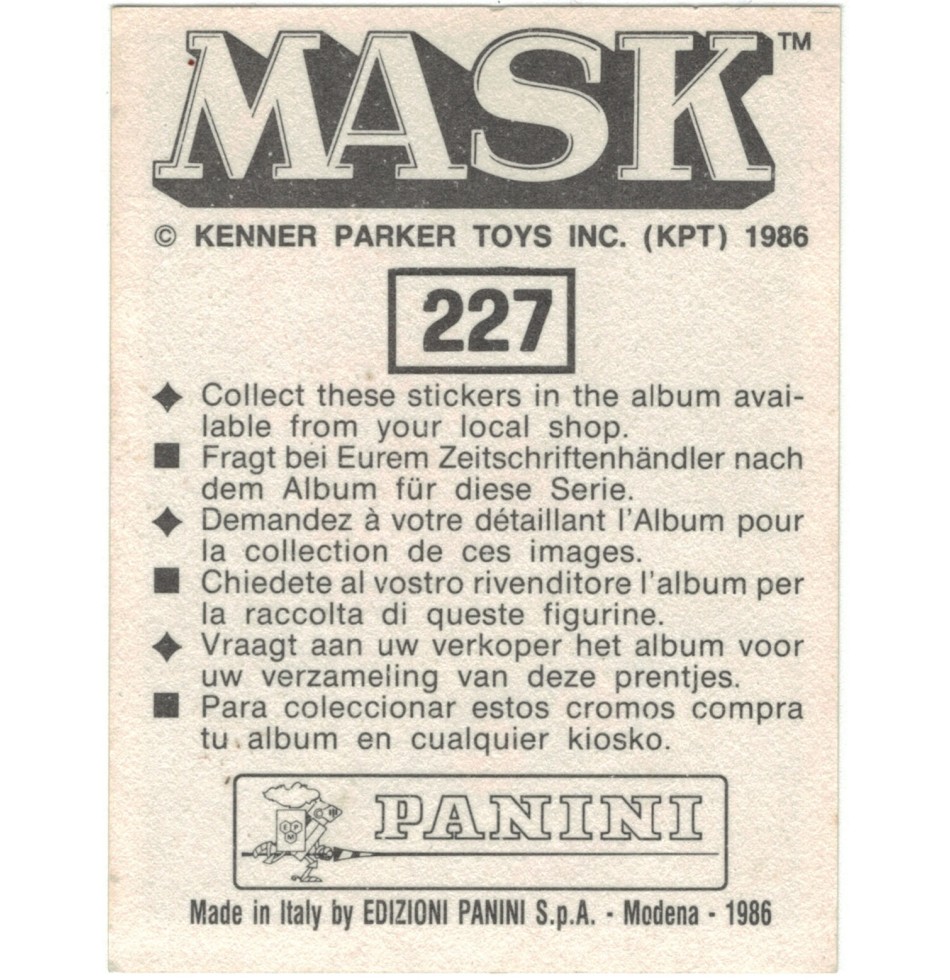 MASK™
© KENNER PARKER TOYS INC. (KPT) 1986
227
◆ Collect these stickers in the album avai-
lable from your local shop.
■ Fragt bei Eurem Zeitschriftenhändler nach
dem Album für diese Serie.
◆ Demandez à votre détaillant l'Album pour
la collection de ces images.
■ Chiedete al vostro rivenditore l'album per
la raccolta di queste figurine.
◆ Vraagt aan uw verkoper het album voor
uw verzameling van deze prentjes.
■ Para coleccionar estos cromos compra
tu album en cualquier kiosko.
PANINI
Made in Italy by EDIZIONI PANINI S.p.A. - Modena - 1986